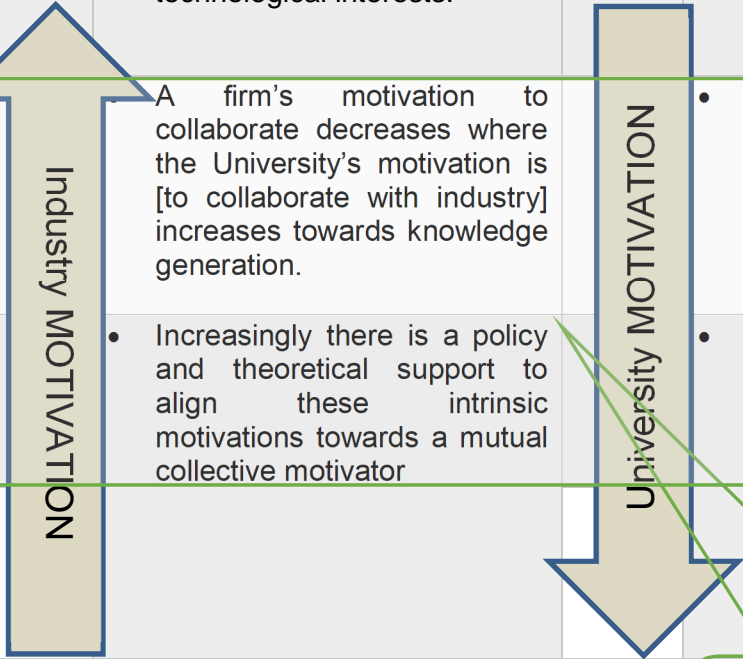 technological interests.
• A firm's motivation to
collaborate decreases where
the University's motivation is
[to collaborate with industry]
increases towards knowledge
generation.
• Increasingly there is a policy
and theoretical support to
align these intrinsic
motivations towards a mutual
collective motivator
Industry MOTIVATION
University MOTIVATION
•
•